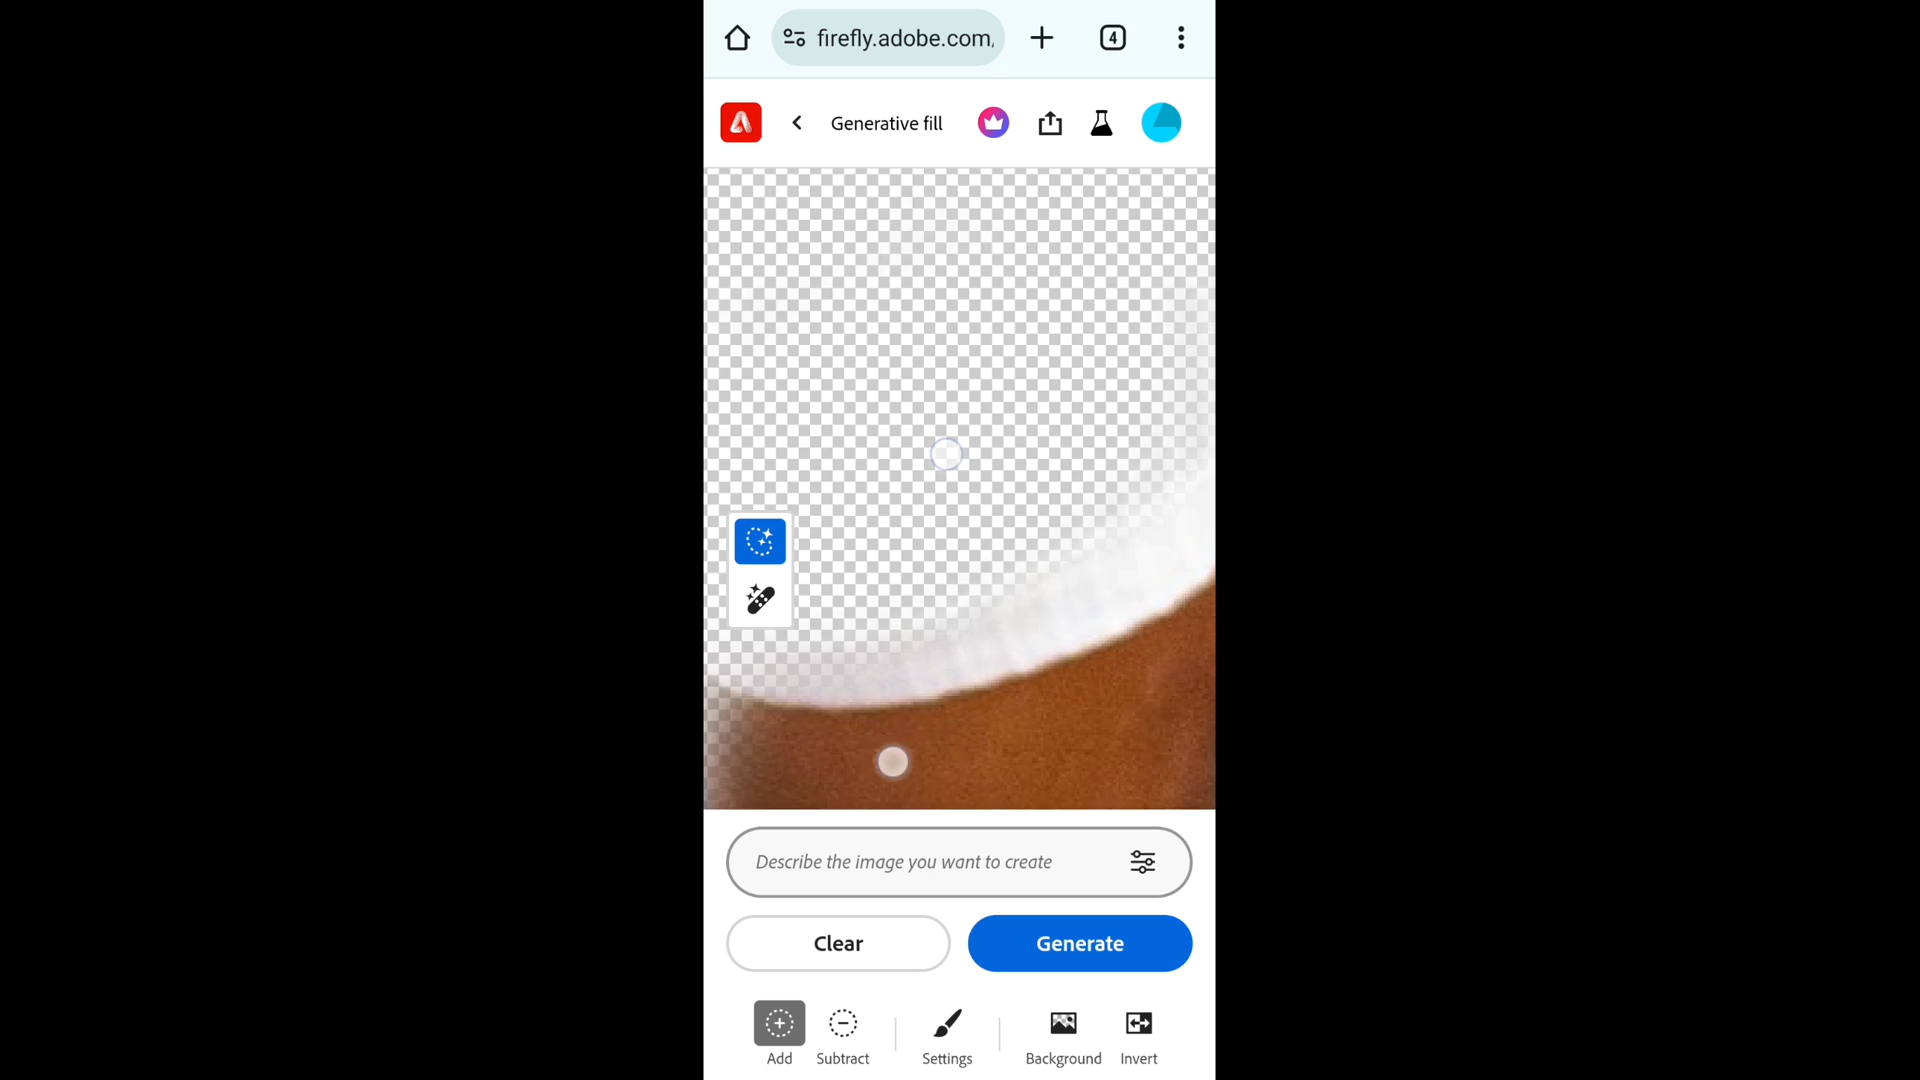 firefly.adobe.com/
4
Generative fill
Describe the image you want to create
Clear
Generate
Add
Subtract
Settings
Background
Invert